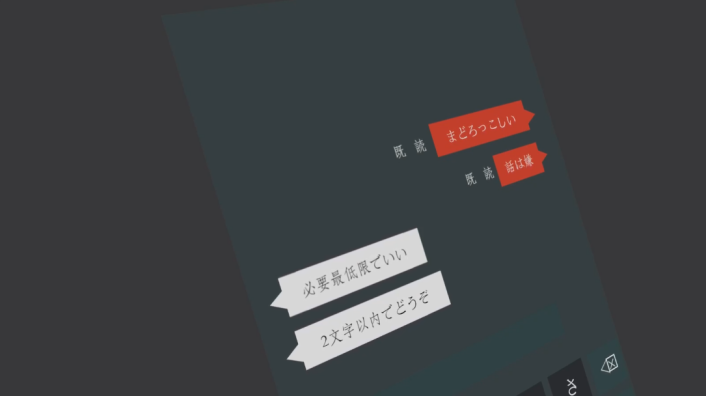 まどろっこしい
既読
話は嫌
既読
必要最低限でいい
2文字以内でどうぞ